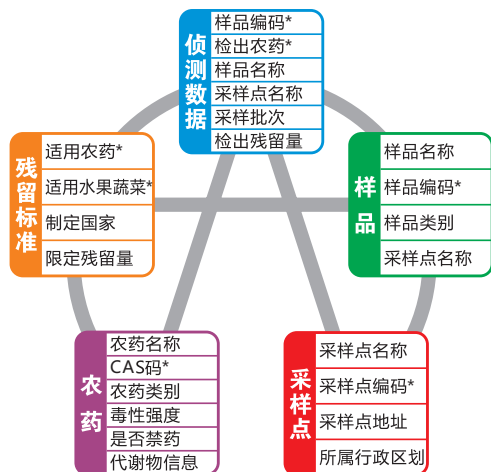 侦测数据
样品编码*
检出农药*
样品名称
采样点名称
采样批次
检出残留量
残留标准
适用农药*
适用水果蔬菜*
制定国家
限定残留量
样品
样品名称
样品编码*
样品类别
采样点名称
农药
农药名称
CAS码*
农药类别
毒性强度
是否禁药
代谢物信息
采样点
采样点名称
采样点编码*
采样点地址
所属行政区划